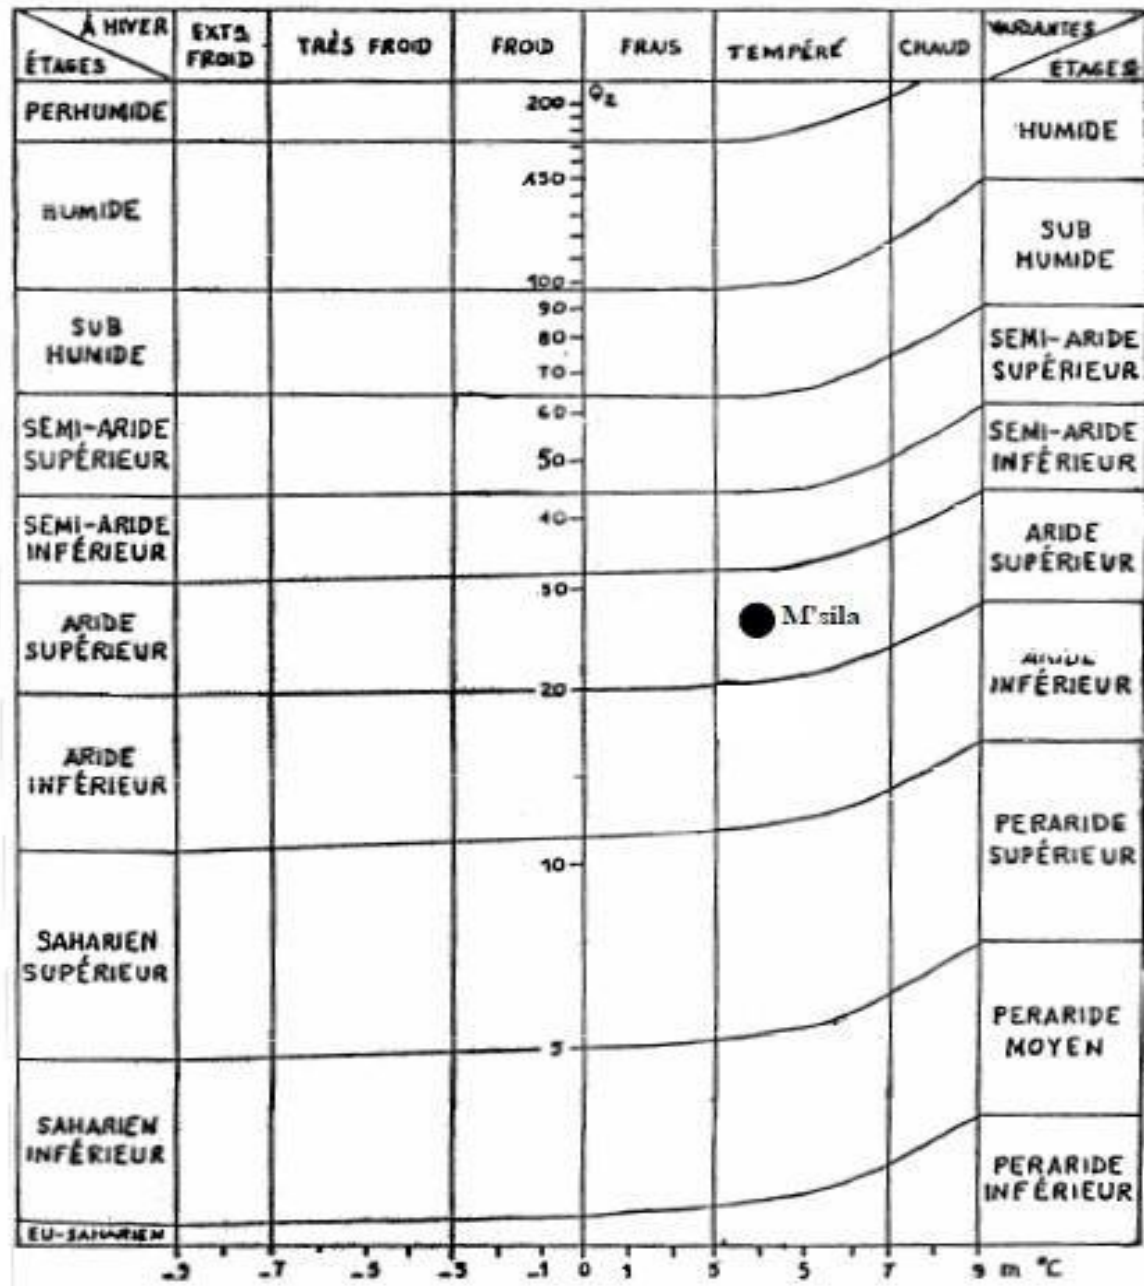 À HIVER
ÉTAGES
EXTS
FROID
TRÈS FROID
FROID
FRAIS
TEMPÉRÉ
CHAUD
VARIANTES
ETAGES
PERHUMIDE
HUMIDE
SUB
HUMIDE
SEMI-ARIDE
SUPÉRIEUR
SEMI-ARIDE
INFÉRIEUR
ARIDE
SUPÉRIEUR
ARIDE
INFÉRIEUR
SAHARIEN
SUPÉRIEUR
SAHARIEN
INFÉRIEUR
EU-SAHARIEN
200
Q2
150
100
90
80
70
60
50
40
30
20
10
5
M'sila
HUMIDE
SUB
HUMIDE
SEMI-ARIDE
SUPÉRIEUR
SEMI-ARIDE
INFÉRIEUR
ARIDE
SUPÉRIEUR
ARIDE
INFÉRIEUR
PERARIDE
SUPÉRIEUR
PERARIDE
MOYEN
PERARIDE
INFÉRIEUR
-9 -7 -5 -3 -1 0 1 3 5 7 9 m °C